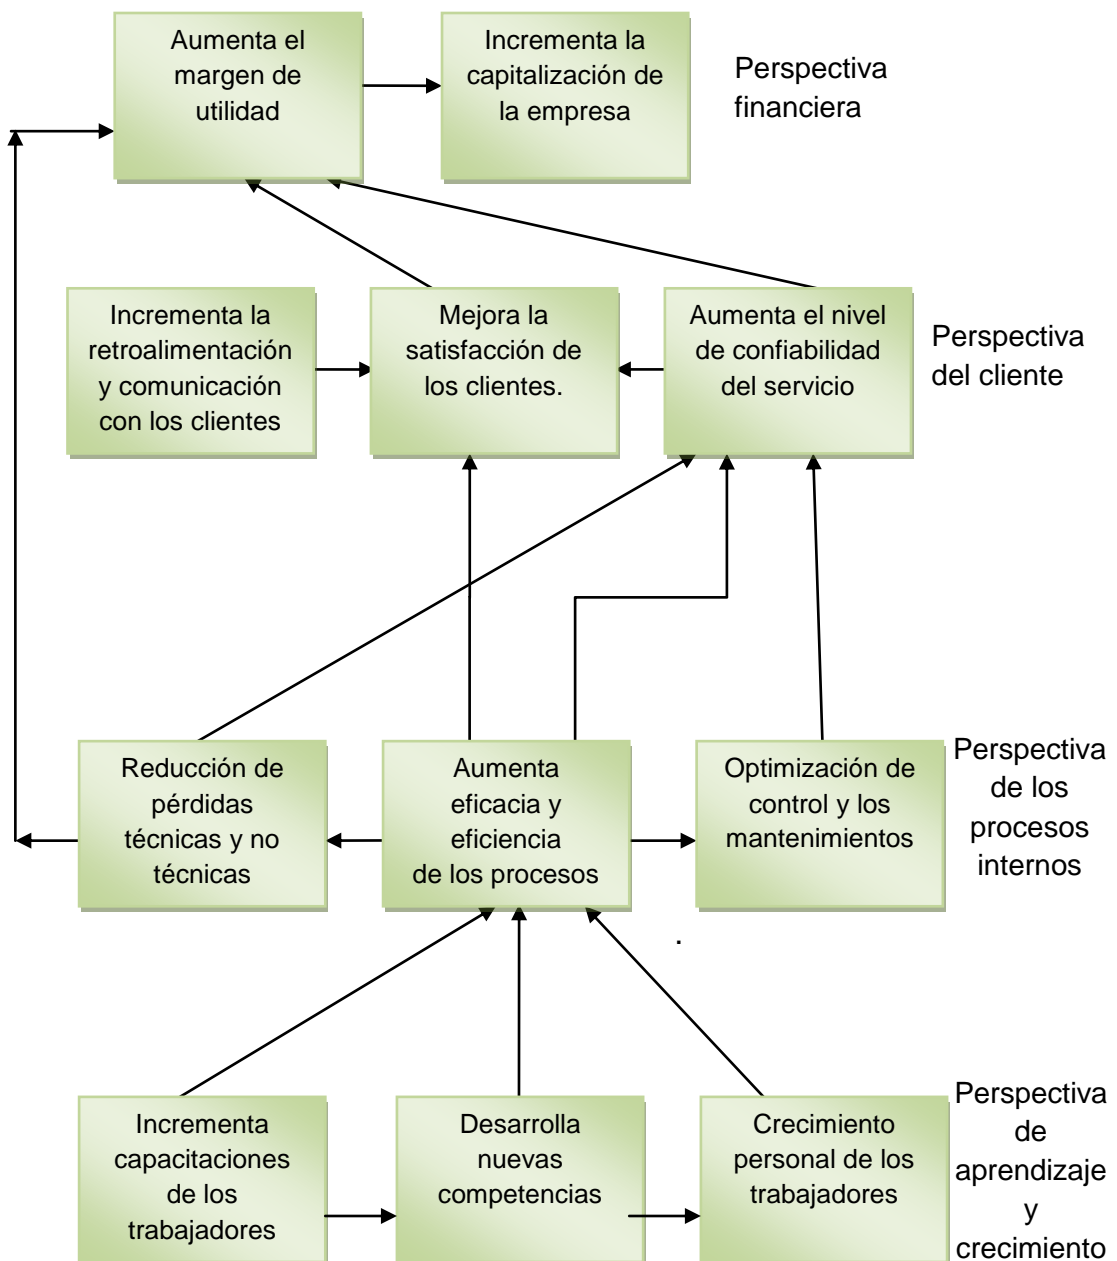 Aumenta el
margen de
utilidad
Incrementa la
capitalización de
la empresa
Perspectiva
financiera
Incrementa la
retroalimentación
y comunicación
con los clientes
Mejora la
satisfacción de
los clientes.
Aumenta el nivel
de confiabilidad
del servicio
Perspectiva
del cliente
Reducción de
pérdidas
técnicas y no
técnicas
Aumenta
eficacia y
eficiencia
de los procesos
Optimización de
control y los
mantenimientos
Perspectiva
de los
procesos
internos
.
Incrementa
capacitaciones
de los
trabajadores
Desarrolla
nuevas
competencias
Crecimiento
personal de los
trabajadores
Perspectiva
de
aprendizaje
y
crecimiento